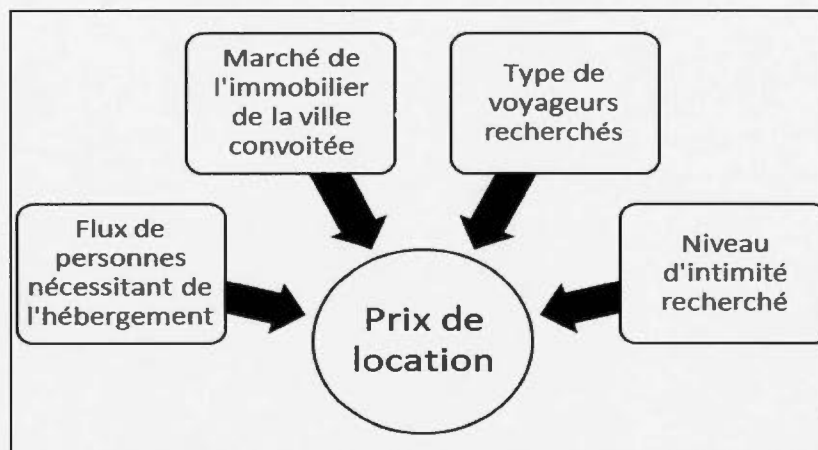 Marché de
l'immobilier
de la ville
convoitée
Type de
voyageurs
recherchés
Flux de
personnes
nécessitant de
l'hébergement
Niveau
d'intimité
recherché
Prix de
location